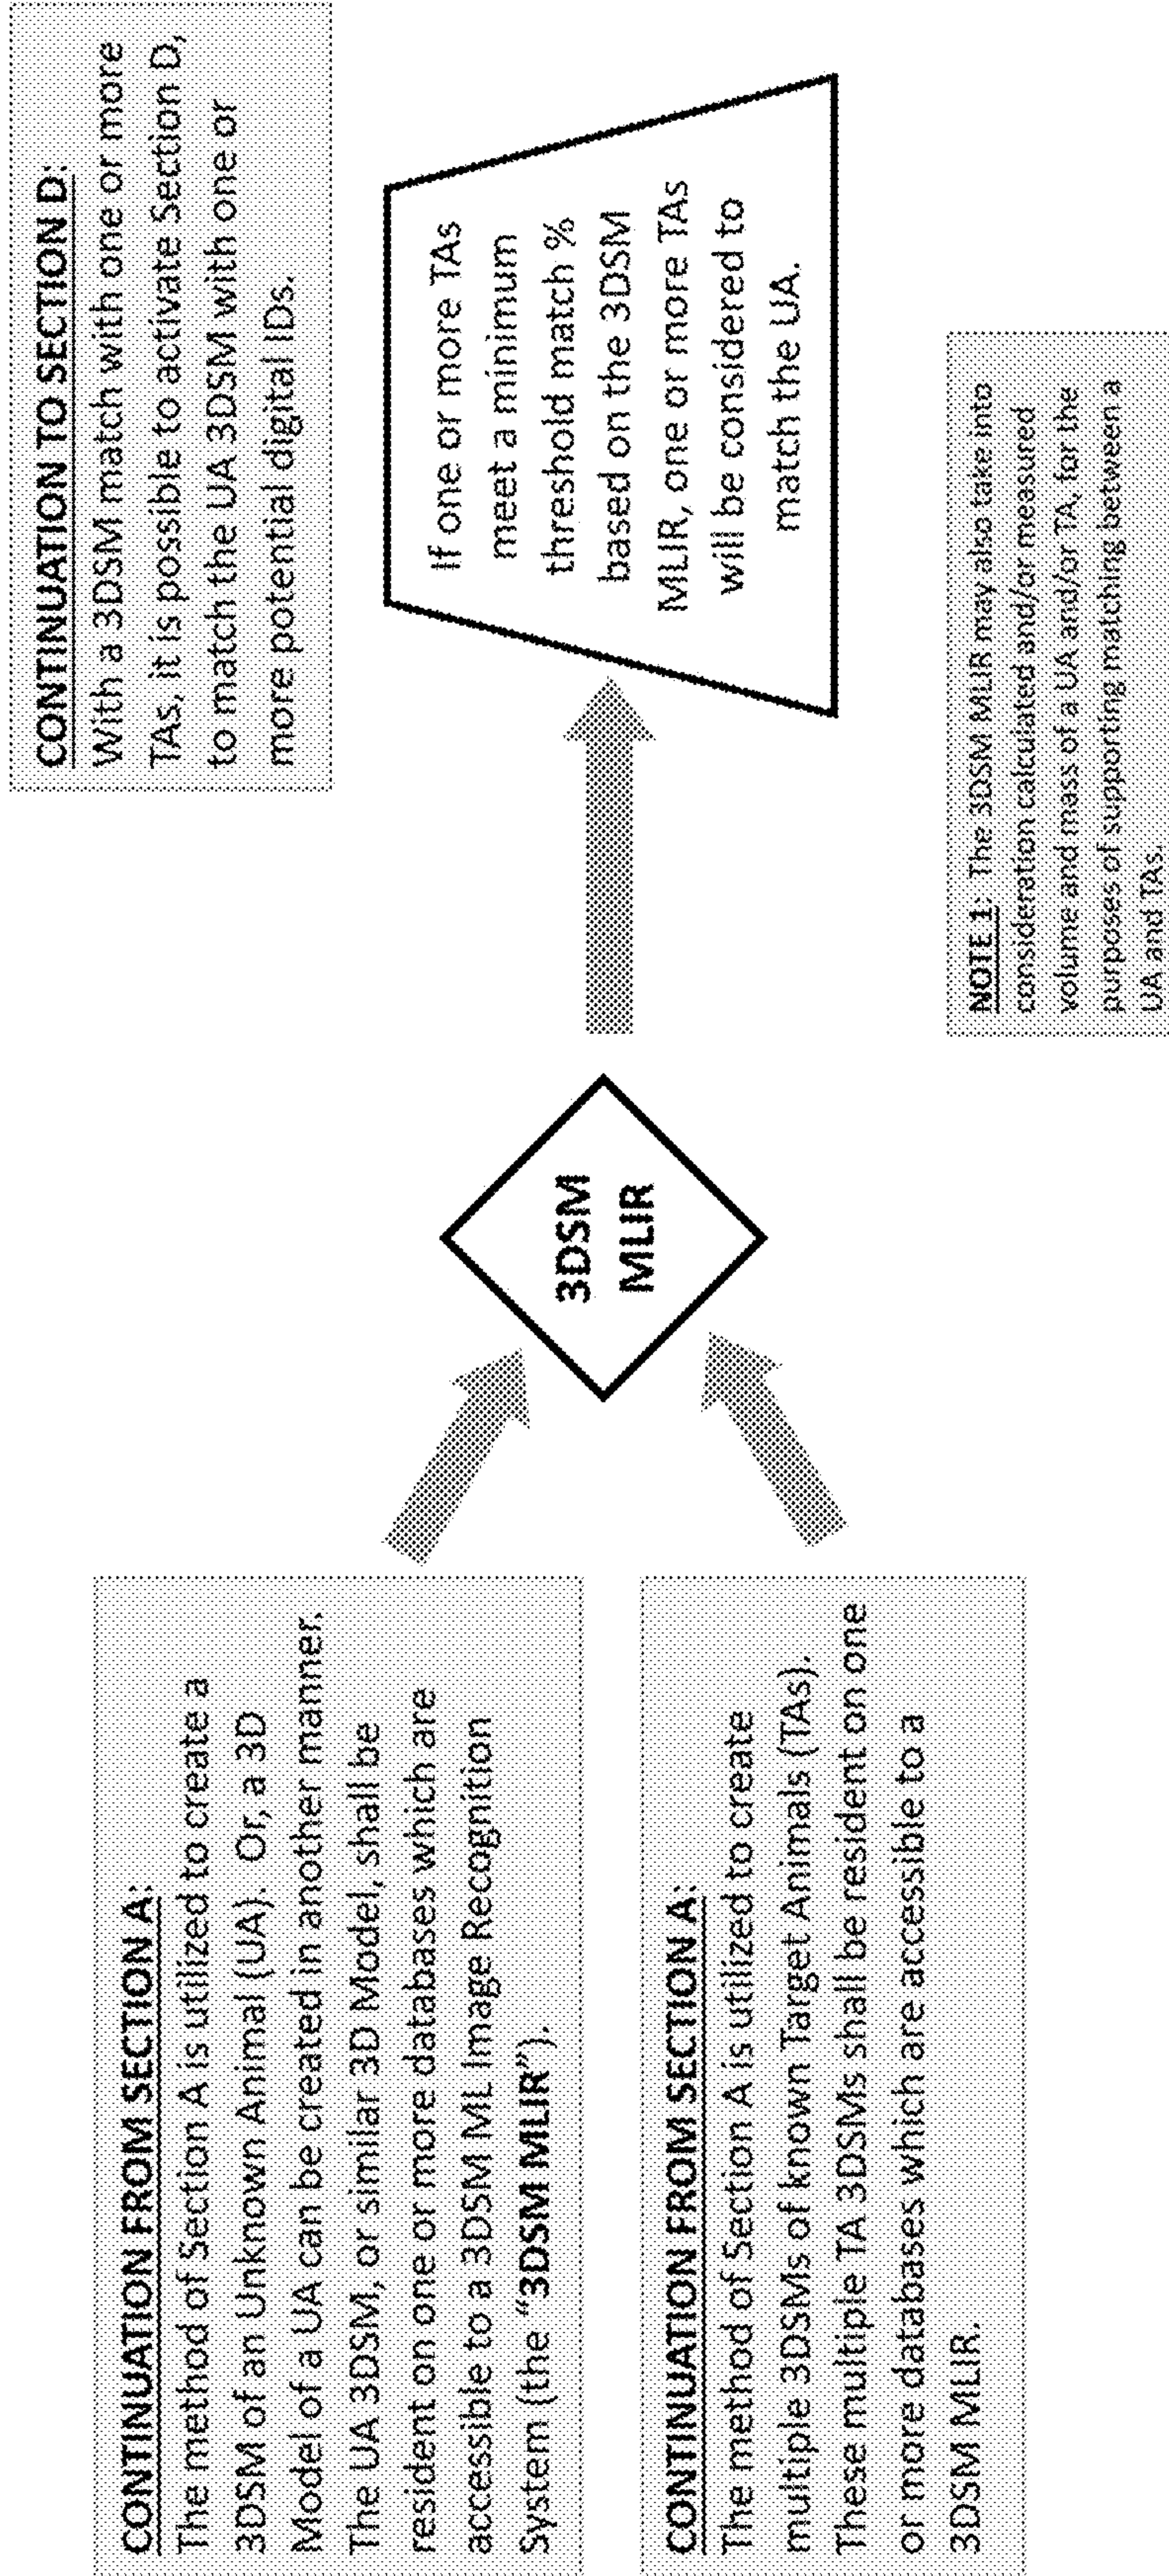 CONTINUATION FROM SECTION A:
The method of Section A is utilized to create a
3DSM of an Unknown Animal (UA). Or, a 3D
Model of a UA can be created in another manner.
The UA 3DSM, or similar 3D Model, shall be
resident on one or more databases which are
accessible to a 3DSM ML Image Recognition
System (the "3DSM MLIR").
CONTINUATION FROM SECTION A:
The method of Section A is utilized to create
multiple 3DSMs of known Target Animals (TAs).
These multiple TA 3DSMs shall be resident on one
or more databases which are accessible to a
3DSM MLIR.
3DSM
MLIR
CONTINUATION TO SECTION D:
With a 3DSM match with one or more
TAs, it is possible to activate Section D,
to match the UA 3DSM with one or
more potential digital IDs.
If one or more TAs
meet a minimum
threshold match %
based on the 3DSM
MLIR, one or more TAs
will be considered to
match the UA.
NOTE 1: The 3DSM MLIR may also take into
consideration calculated and/or measured
volume and mass of a UA and/or TA, for the
purposes of supporting matching between a
UA and TAs.